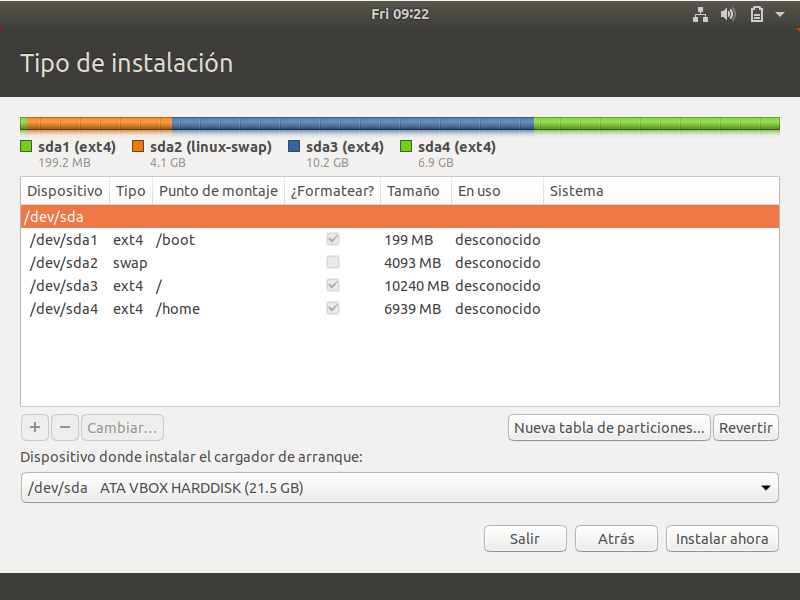 Fri 09:22
Tipo de instalación
sda1 (ext4) sda2 (linux-swap) sda3 (ext4) sda4 (ext4)
199.2 MB 4.1 GB 10.2 GB 6.9 GB
Dispositivo Tipo Punto de montaje ¿Formatear? Tamaño En uso Sistema
/dev/sda
/dev/sda1 ext4 /boot 199 MB desconocido
/dev/sda2 swap 4093 MB desconocido
/dev/sda3 ext4 / 10240 MB desconocido
/dev/sda4 ext4 /home 6939 MB desconocido
+ − Cambiar... Nueva tabla de particiones... Revertir
Dispositivo donde instalar el cargador de arranque:
/dev/sda ATA VBOX HARDDISK (21.5 GB)
Salir Atrás Instalar ahora